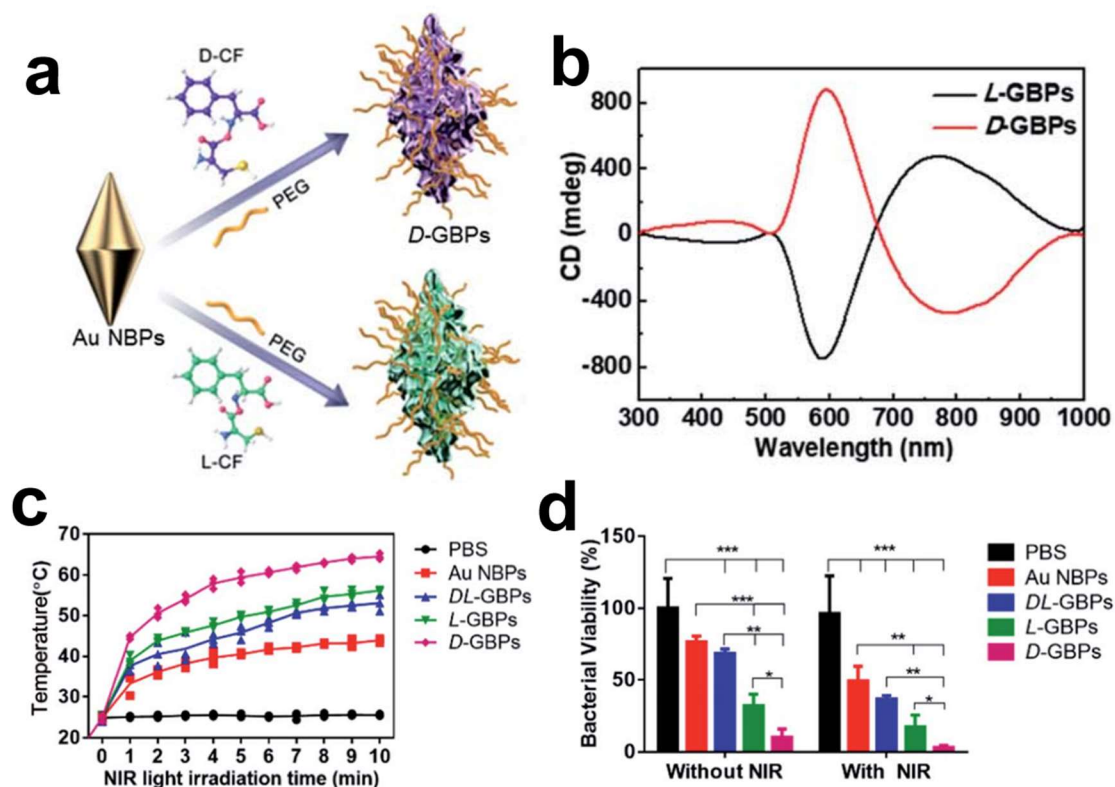 a
D-CF
PEG
D-GBPs
Au NBPs
PEG
L-CF
L-GBPs
b
CD (mdeg)
800
400
0
-400
-800
L-GBPs
D-GBPs
300 400 500 600 700 800 900 1000
Wavelength (nm)
c
Temperature(°C)
70
60
50
40
30
20
0 1 2 3 4 5 6 7 8 9 10
NIR light irradiation time (min)
PBS
Au NBPs
DL-GBPs
L-GBPs
D-GBPs
d
Bacterial Viability (%)
150
100
50
0
***
***
**
*
***
**
**
*
Without NIR With NIR
PBS
Au NBPs
DL-GBPs
L-GBPs
D-GBPs